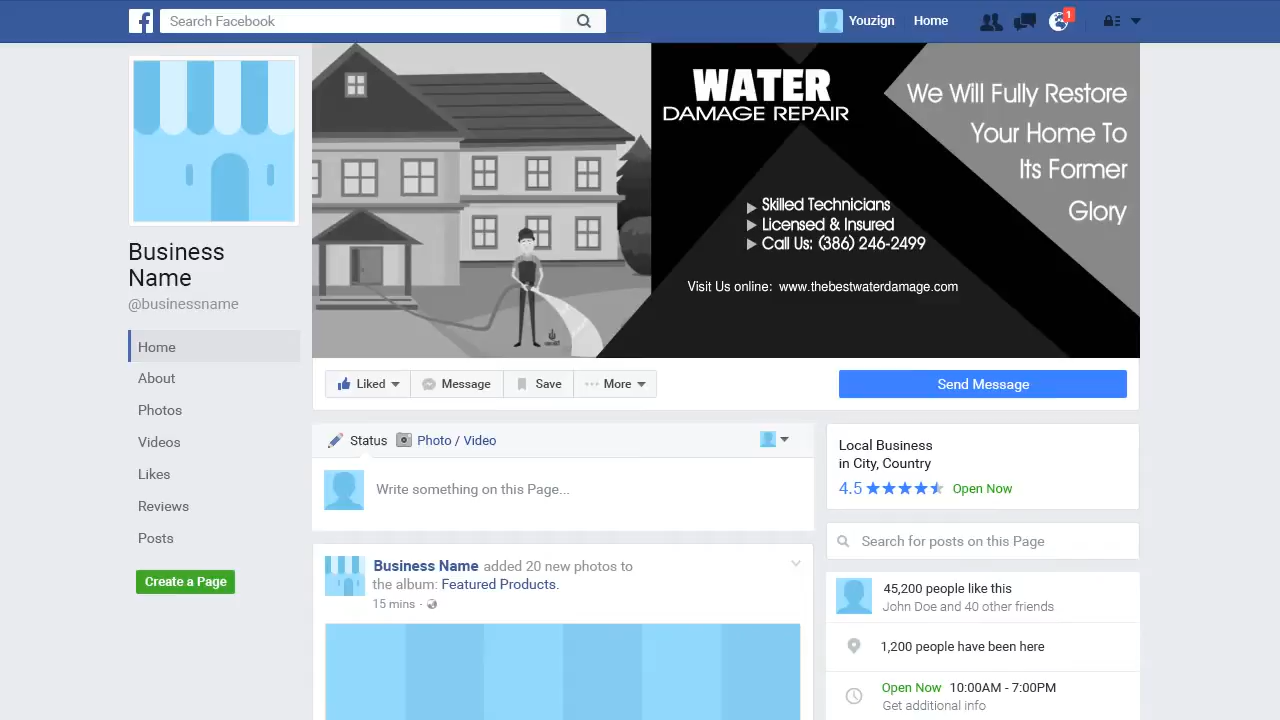 Search Facebook
Youzign
Home
1
WATER
DAMAGE REPAIR
We Will Fully Restore
Your Home To
Its Former
Glory
Skilled Technicians
Licensed & Insured
Call Us: (386) 246-2499
Visit Us online: www.thebestwaterdamage.com
Business
Name
@businessname
Home
About
Photos
Videos
Likes
Reviews
Posts
Create a Page
Liked
Message
Save
More
Send Message
Status
Photo / Video
Write something on this Page...
Business Name added 20 new photos to
the album: Featured Products.
15 mins ·
Local Business
in City, Country
4.5
Open Now
Search for posts on this Page
45,200 people like this
John Doe and 40 other friends
1,200 people have been here
Open Now 10:00AM - 7:00PM
Get additional info